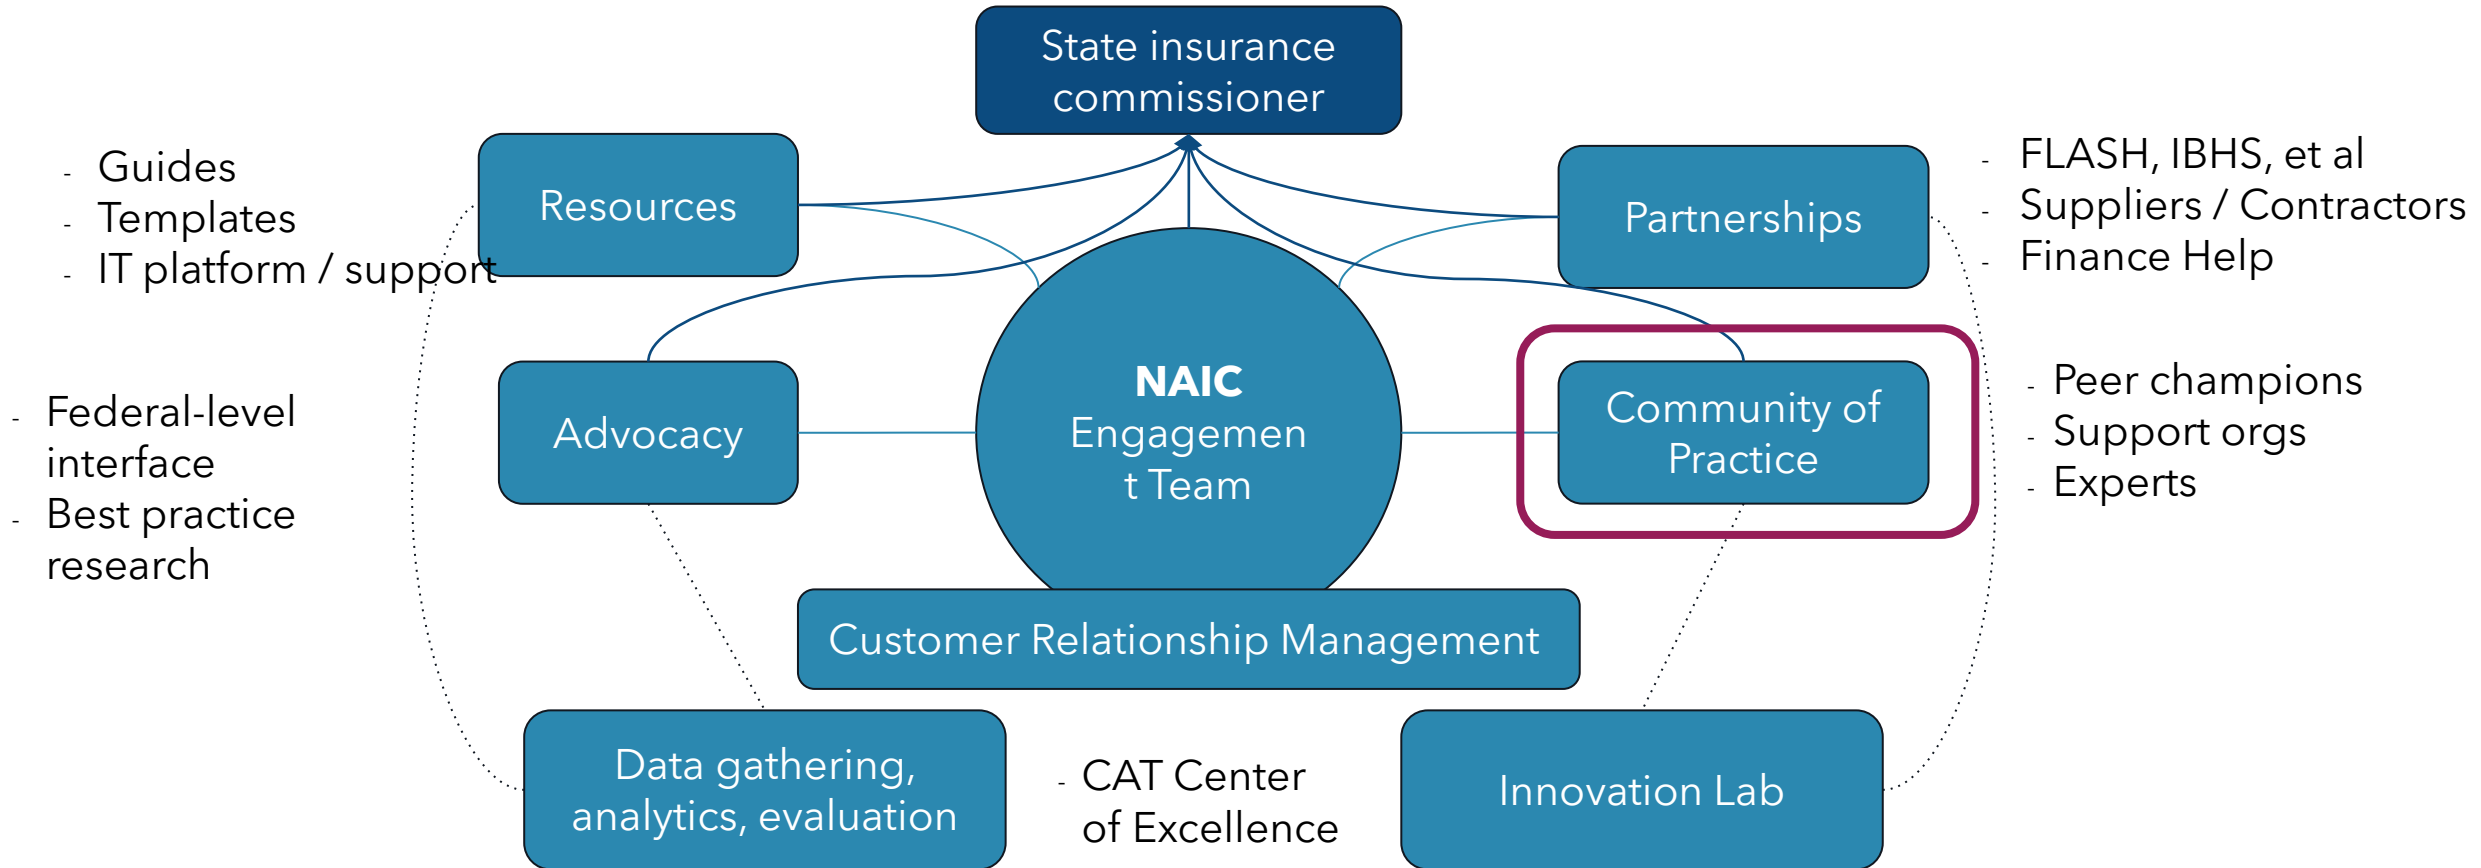 State insurance
commissioner
- Guides
- Templates
- IT platform / support
Resources
Partnerships
- FLASH, IBHS, et al
- Suppliers / Contractors
- Finance Help
- Federal-level
interface
- Best practice
research
Advocacy
NAIC
Engagemen
t Team
Community of
Practice
- Peer champions
- Support orgs
- Experts
Customer Relationship Management
Data gathering,
analytics, evaluation
- CAT Center
of Excellence
Innovation Lab